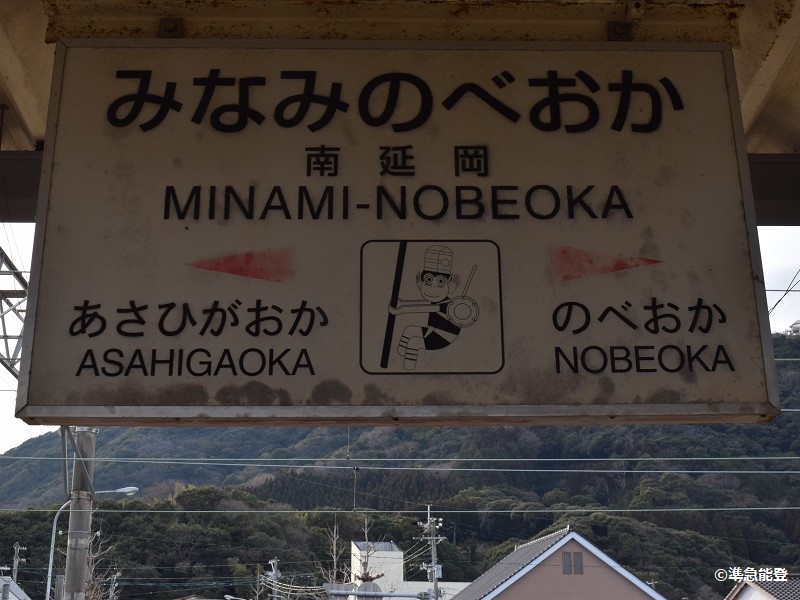 みなみのべおか
南延岡
MINAMI-NOBEOKA
あさひがおか
ASAHIGAOKA
のべおか
NOBEOKA
©準急能登